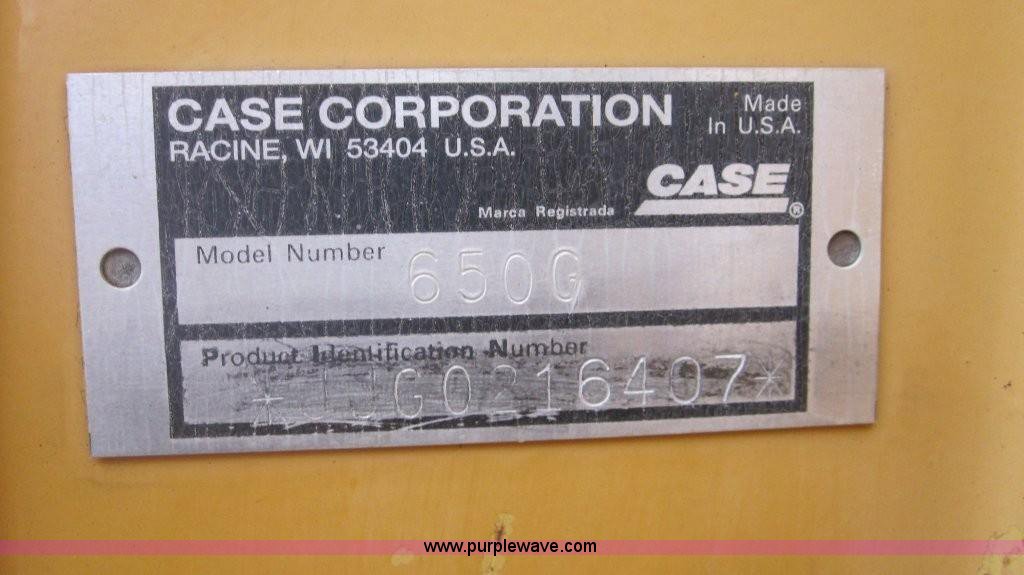 CASE CORPORATION
Made
In U.S.A.
RACINE, WI 53404 U.S.A.
CASE®
Marca Registrada
Model Number 650G
Product Identification Number
*JJG0216407*
www.purplewave.com